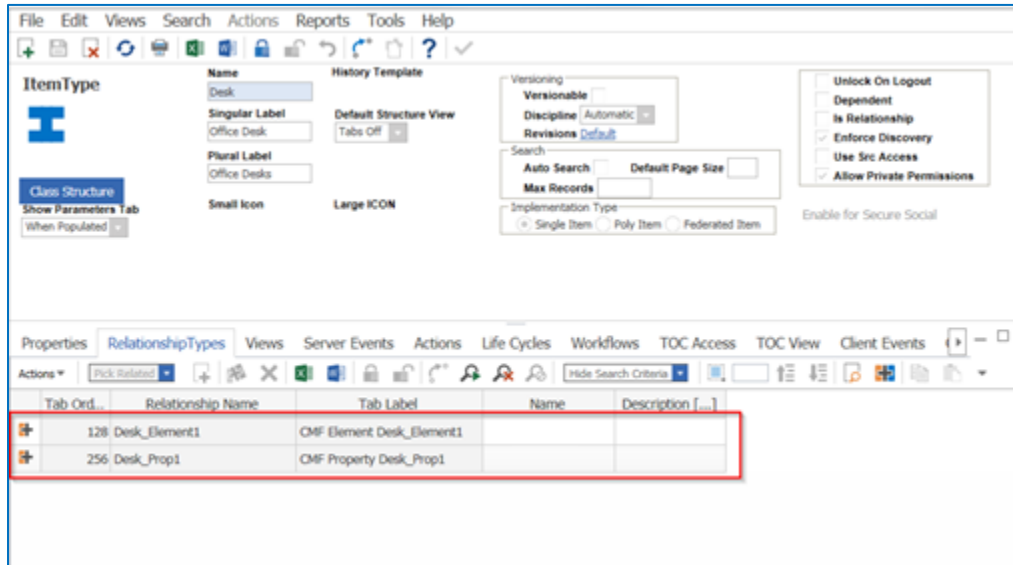 File Edit Views Search Actions Reports Tools Help
ItemType
Name
Desk
History Template
Singular Label
Office Desk
Default Structure View
Tabs Off
Plural Label
Office Desks
Class Structure
Show Parameters Tab
When Populated
Small Icon
Large ICON
Versioning
Versionable
Discipline Automatic
Revisions Default
Search
Auto Search Default Page Size
Max Records
Implementation Type
Single Item Poly Item Federated Item
Unlock On Logout
Dependent
Is Relationship
Enforce Discovery
Use Src Access
Allow Private Permissions
Enable for Secure Social
Properties RelationshipTypes Views Server Events Actions Life Cycles Workflows TOC Access TOC View Client Events
Actions Pick Related Hide Search Criteria
Tab Ord... Relationship Name Tab Label Name Description [...]
128 Desk_Element1 CMF Element Desk_Element1
256 Desk_Prop1 CMF Property Desk_Prop1